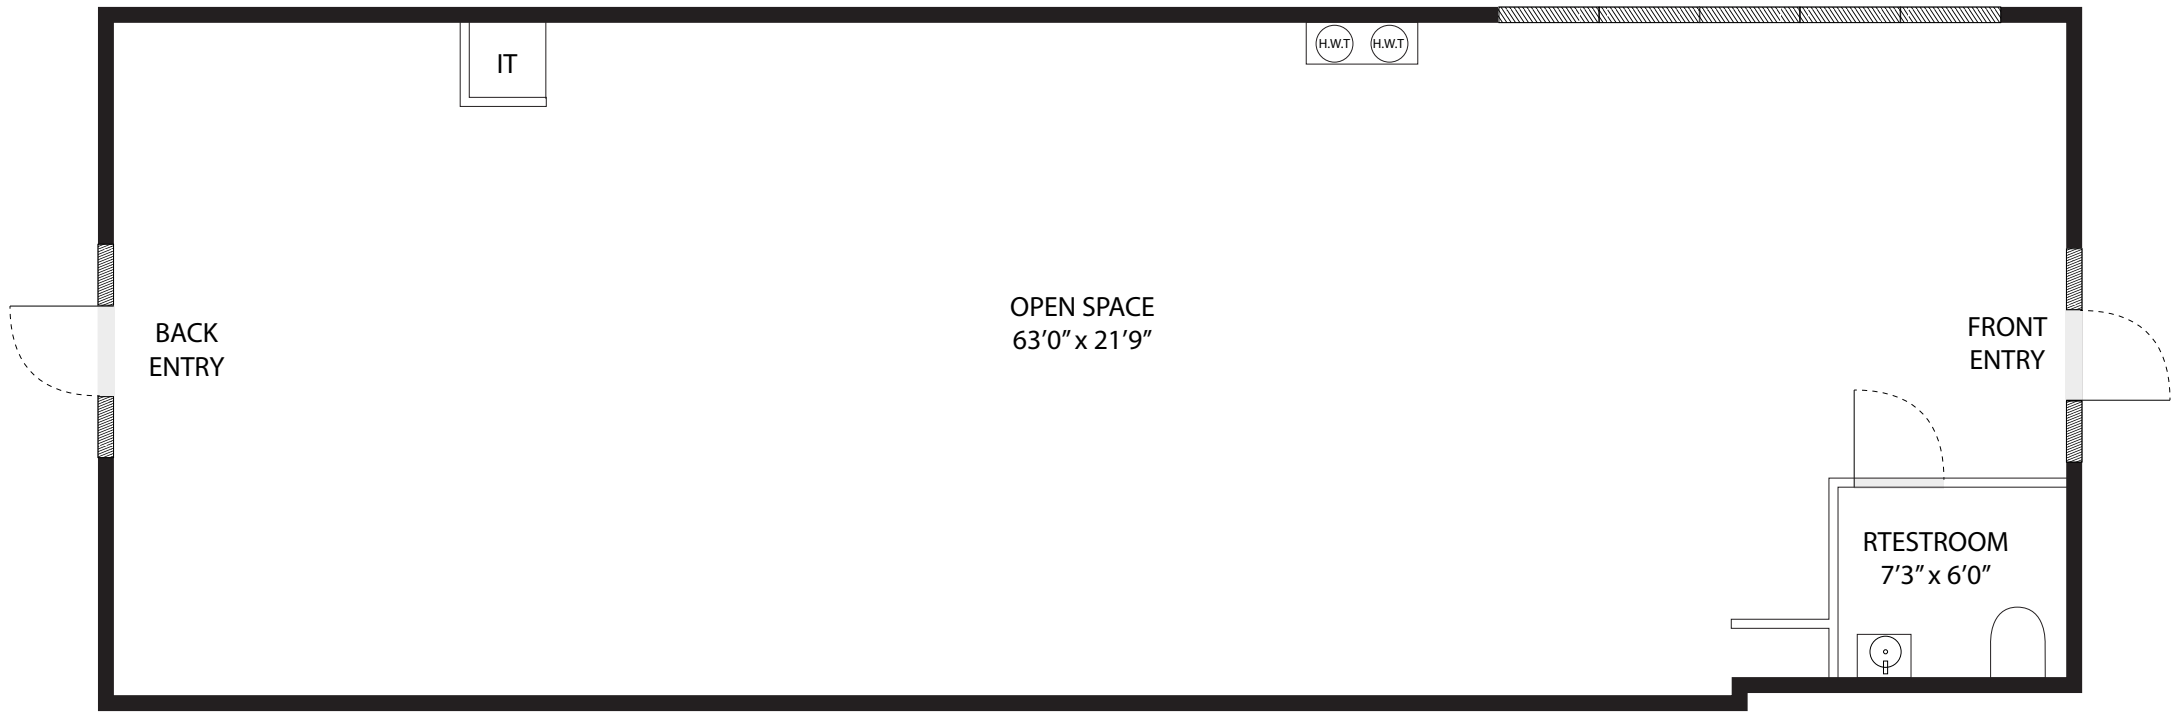 IT
H.W.T
H.W.T
OPEN SPACE
63’0” x 21’9”
BACK
ENTRY
FRONT
ENTRY
RTESTROOM
7’3” x 6’0”